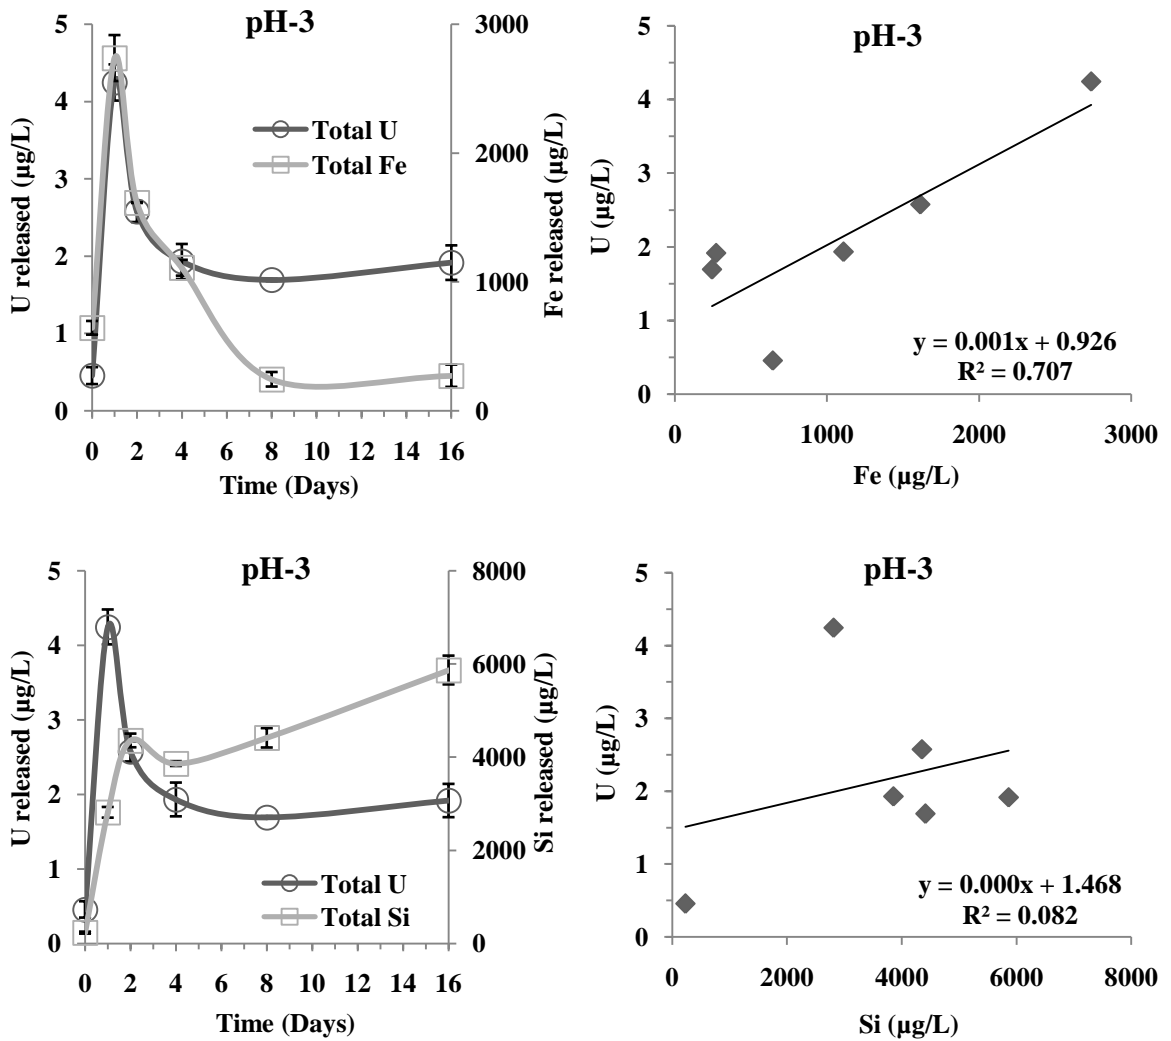 pH-3
U released (µg/L)
5
4
3
2
1
0
Total U
Total Fe
3000
2000
1000
0
Fe released (µg/L)
0 2 4 6 8 10 12 14 16
Time (Days)
pH-3
U (µg/L)
5
4
3
2
1
0
y = 0.001x + 0.926
R² = 0.707
0 1000 2000 3000
Fe (µg/L)
pH-3
U released (µg/L)
5
4
3
2
1
0
Total U
Total Si
8000
6000
4000
2000
0
Si released (µg/L)
0 2 4 6 8 10 12 14 16
Time (Days)
pH-3
U (µg/L)
5
4
3
2
1
0
y = 0.000x + 1.468
R² = 0.082
0 2000 4000 6000 8000
Si (µg/L)